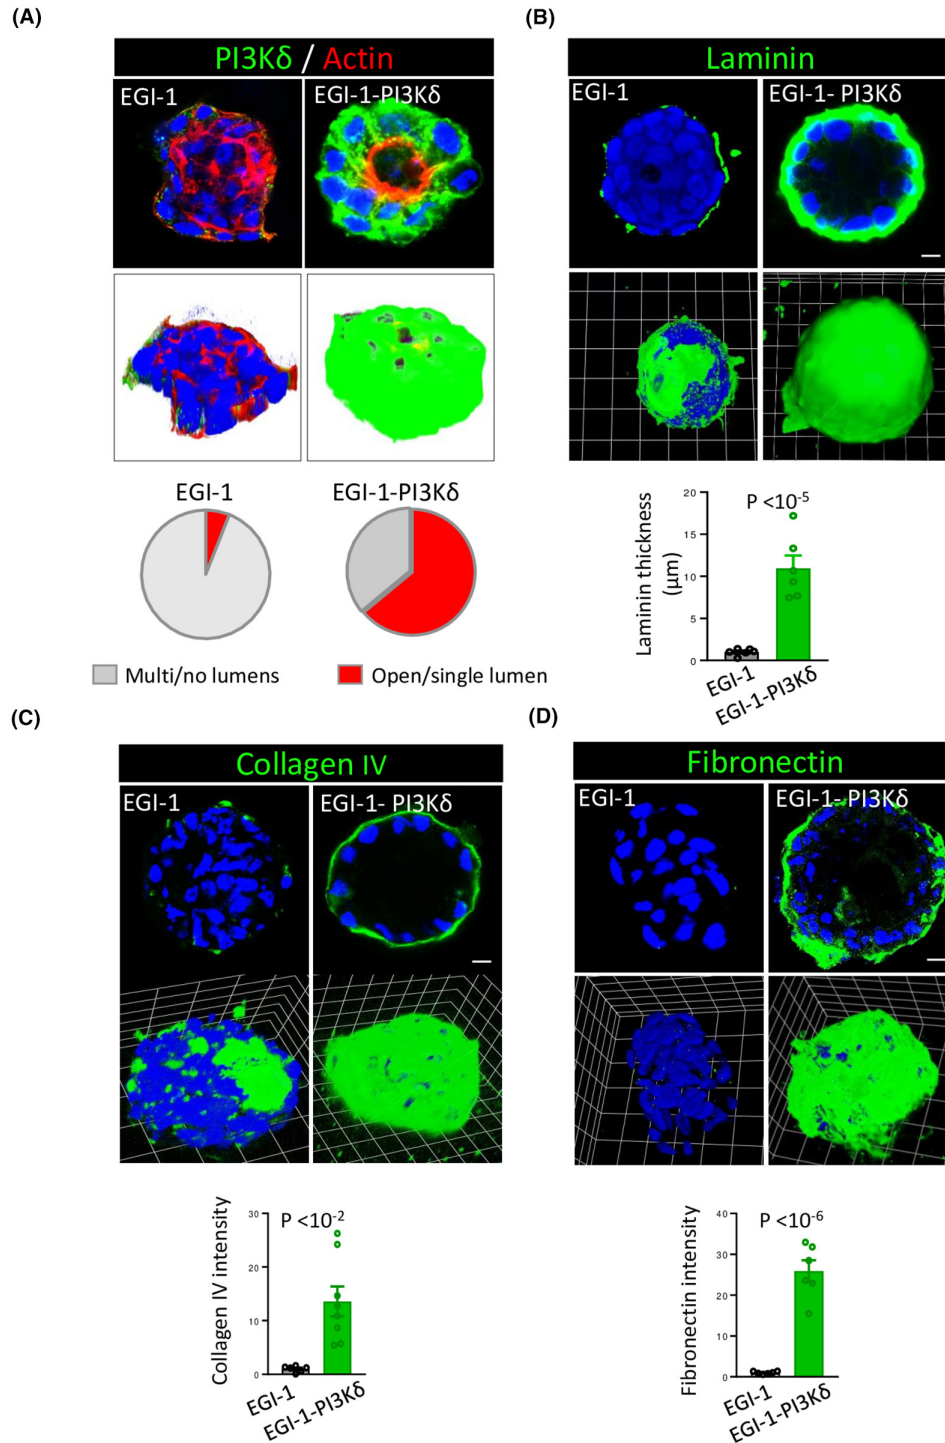 (A)
PI3Kδ / Actin
EGI-1
EGI-1-PI3Kδ
EGI-1
EGI-1-PI3Kδ
Multi/no lumens
Open/single lumen
(B)
Laminin
EGI-1
EGI-1- PI3Kδ
Laminin thickness
(μm)
P <10-5
20
15
10
5
0
EGI-1
EGI-1-PI3Kδ
(C)
Collagen IV
EGI-1
EGI-1- PI3Kδ
Collagen IV intensity
P <10-2
30
20
10
0
EGI-1
EGI-1-PI3Kδ
(D)
Fibronectin
EGI-1
EGI-1- PI3Kδ
Fibronectin intensity
P <10-6
40
30
20
10
0
EGI-1
EGI-1-PI3Kδ